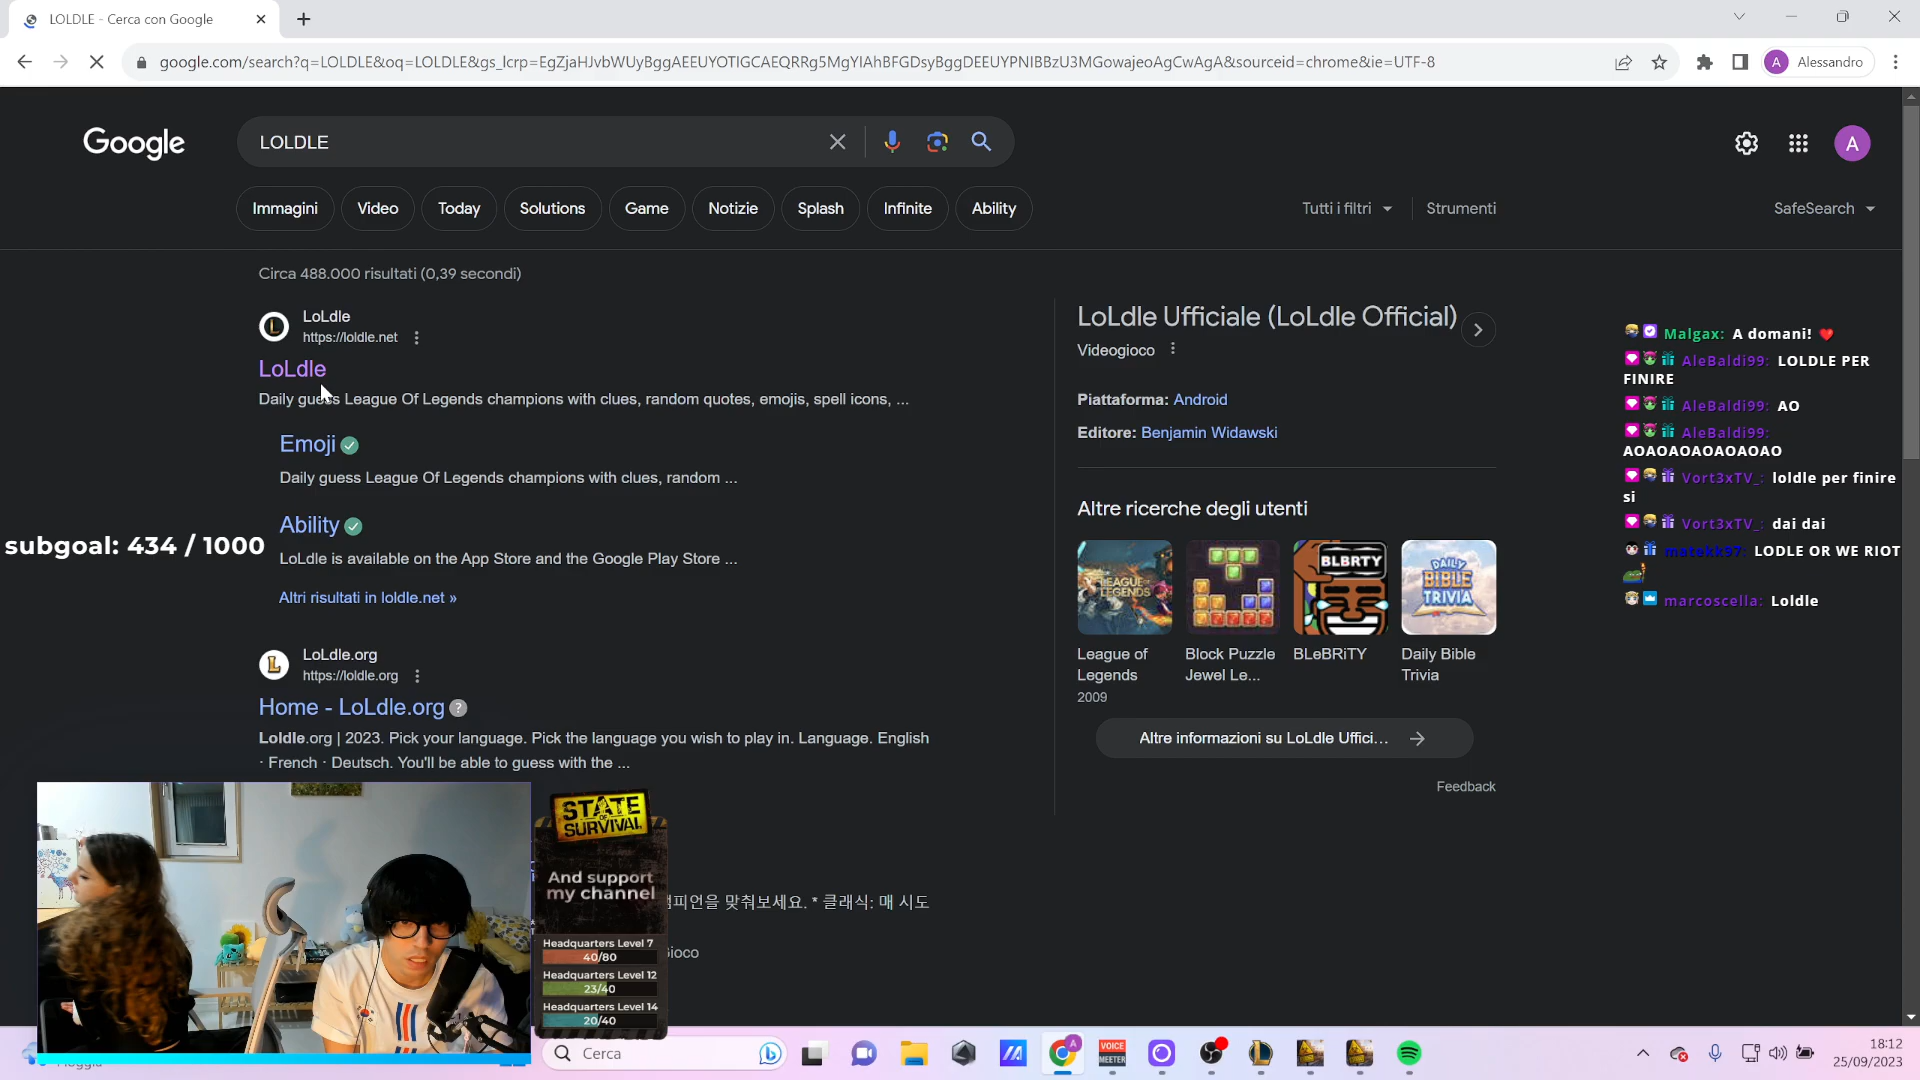 LOLDLE - Cerca con Google
google.com/search?q=LOLDLE&oq=LOLDLE&gs_lcrp=EgZjaHJvbWUyBggAEEUYOTIGCAEQRRg5MgYIAhBFGDsyBggDEEUYPNIBBzU3MGowajeoAgCwAgA&sourceid=chrome&ie=UTF-8
A
Alessandro
Google
LOLDLE
A
Immagini
Video
Today
Solutions
Game
Notizie
Splash
Infinite
Ability
Tutti i filtri
Strumenti
SafeSearch
Circa 488.000 risultati (0,39 secondi)
LoLdle
https://loldle.net
LoLdle
Daily guess League Of Legends champions with clues, random quotes, emojis, spell icons, ...
Emoji
Daily guess League Of Legends champions with clues, random ...
Ability
LoLdle is available on the App Store and the Google Play Store ...
Altri risultati in loldle.net »
subgoal: 434 / 1000
LoLdle.org
https://loldle.org
Home - LoLdle.org
Loldle.org | 2023. Pick your language. Pick the language you wish to play in. Language. English
· French · Deutsch. You'll be able to guess with the ...
맞춰보세요. * 클래식: 매 시도
LoLdle Ufficiale (LoLdle Official)
Videogioco
Piattaforma: Android
Editore: Benjamin Widawski
Altre ricerche degli utenti
LEAGUE OF
LEGENDS
BLBRTY
DAILY
BIBLE
TRIVIA
League of
Legends
2009
Block Puzzle
Jewel Le...
BLeBRiTY
Daily Bible
Trivia
Altre informazioni su LoLdle Uffici...
Feedback
Malgax: A domani!
AleBaldi99: LOLDLE PER
FINIRE
AleBaldi99: AO
AleBaldi99:
AOAOAOAOAOAOAO
Vort3xTV_: loldle per finire
si
Vort3xTV_: dai dai
matekk97: LODLE OR WE RIOT
marcoscella: Loldle
STATE
OF
SURVIVAL
And support
my channel
Headquarters Level 7
40/80
Headquarters Level 12
23/40
Headquarters Level 14
20/40
Cerca
A
VOICE
MEETER
18:12
25/09/2023